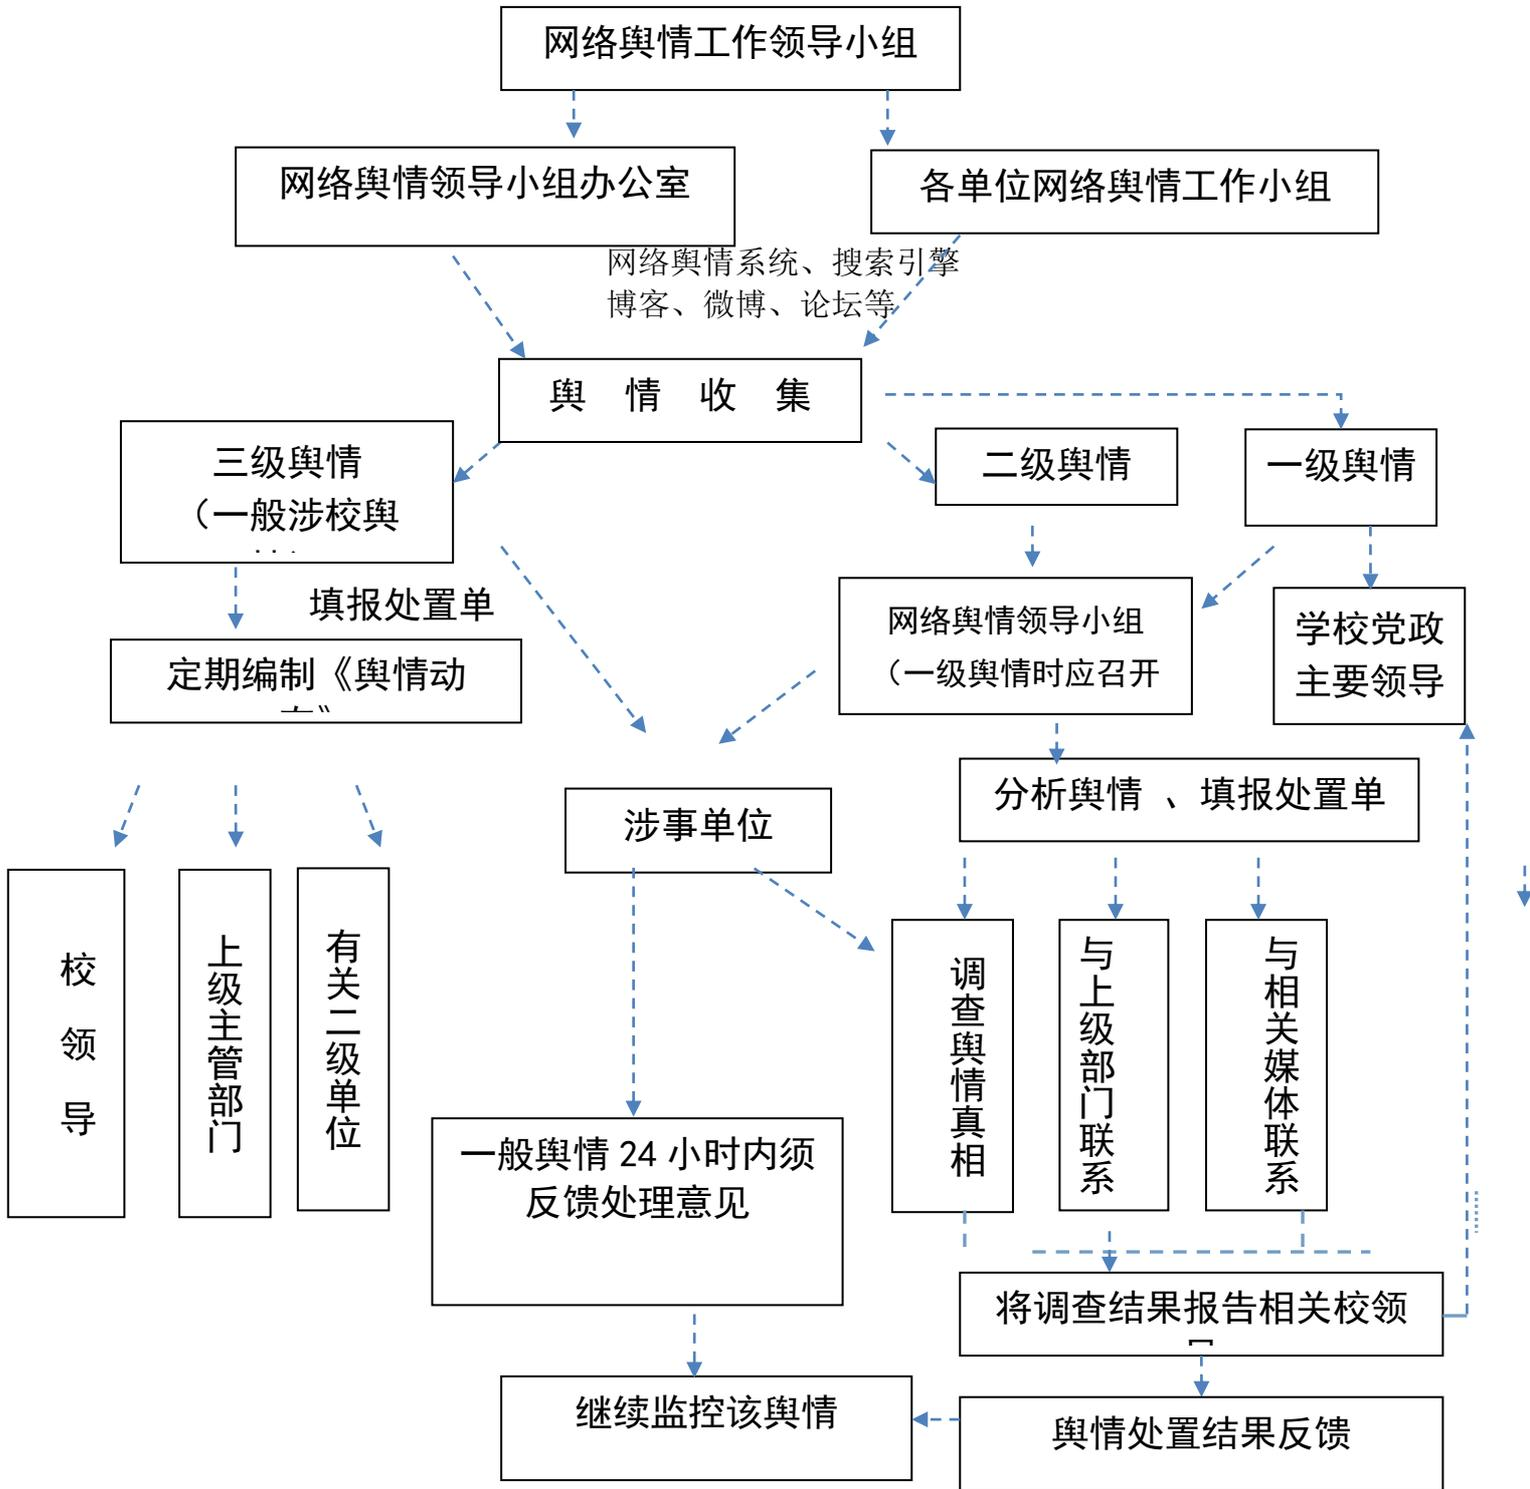 网络舆情工作领导小组
网络舆情领导小组办公室
各单位网络舆情工作小组
网络舆情系统、搜索引擎
博客、微博、论坛等
舆 情 收 集
三级舆情
（一般涉校舆
二级舆情
一级舆情
填报处置单
网络舆情领导小组
（一级舆情时应召开
学校党政
主要领导
定期编制《舆情动
分析舆情 、填报处置单
涉事单位
校领导
上级主管部门
有关二级单位
调查舆情真相
与上级部门联系
与相关媒体联系
一般舆情 24 小时内须
反馈处理意见
将调查结果报告相关校领
继续监控该舆情
舆情处置结果反馈